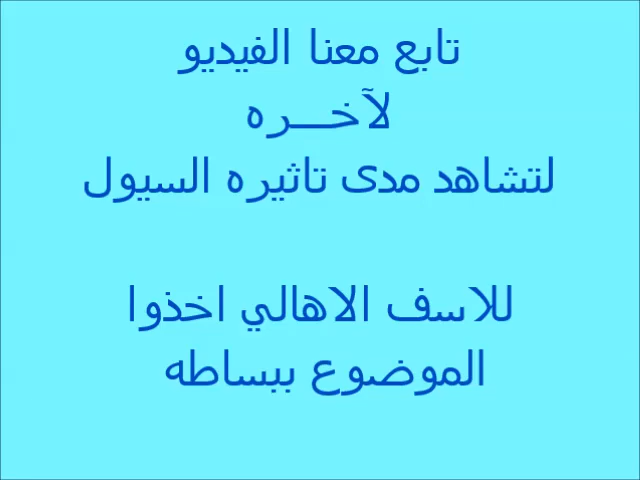 تابع معنا الفيديو
لآخـــره
لتشاهد مدى تاثيره السيول
للاسف الاهالي اخذوا
الموضوع ببساطه